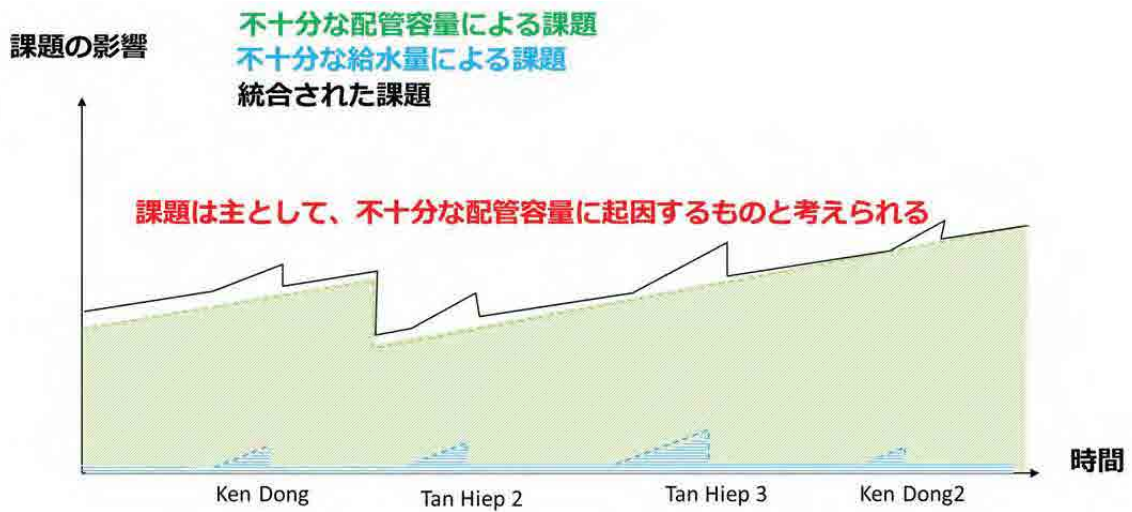 不十分な配管容量による課題
課題の影響
不十分な給水量による課題
統合された課題
課題は主として、不十分な配管容量に起因するものと考えられる
時間
Ken Dong
Tan Hiep 2
Tan Hiep 3
Ken Dong2